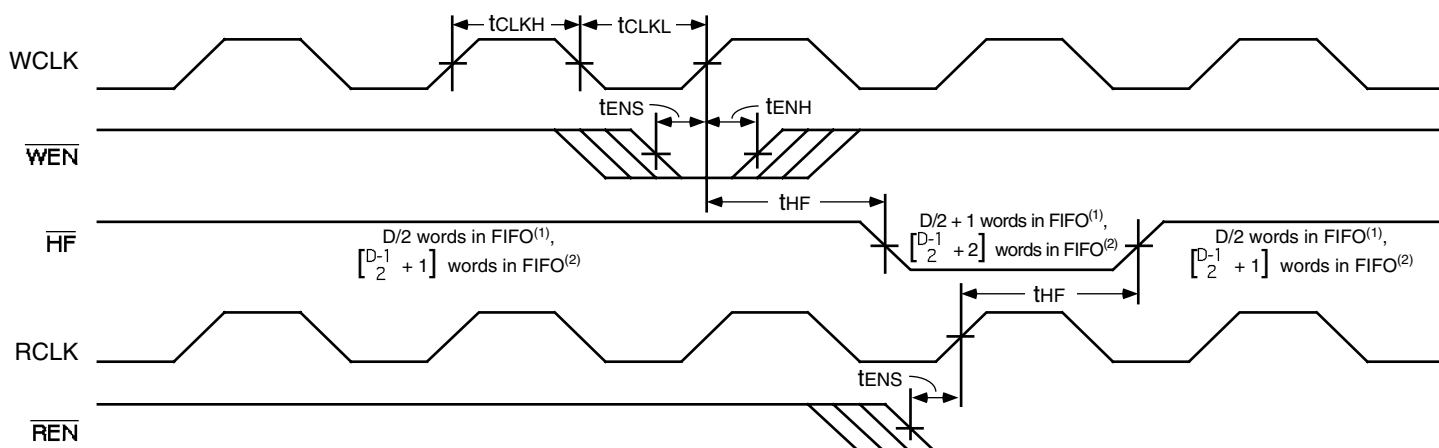 tCLKH tCLKL
WCLK
tENS tENH
WEN
tHF
HF
D/2 words in FIFO(1),
[D-1/2 + 1] words in FIFO(2)
D/2 + 1 words in FIFO(1),
[D-1/2 + 2] words in FIFO(2)
D/2 words in FIFO(1),
[D-1/2 + 1] words in FIFO(2)
tHF
RCLK
tENS
REN